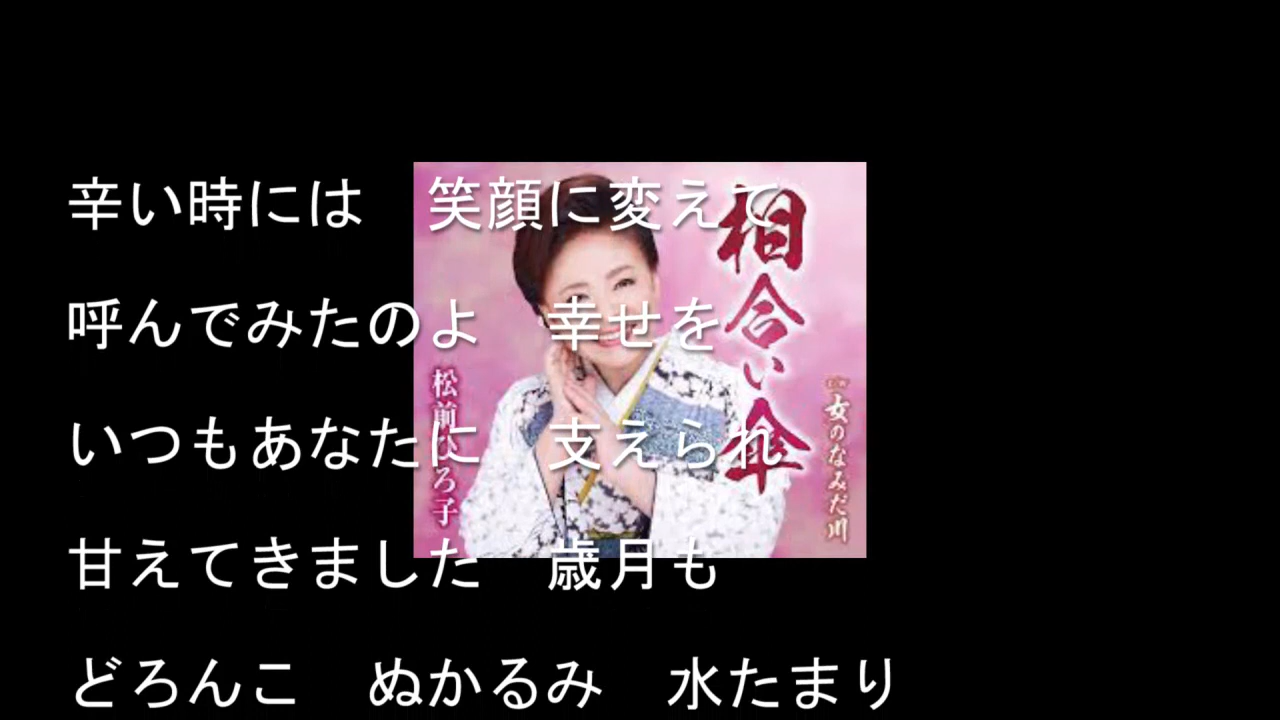 辛い時には　笑顔に変えて
呼んでみたのよ　幸せを
いつもあなたに　支えられ
甘えてきました　歳月も
どろんこ　ぬかるみ　水たまり
相合い傘
女のなみだ川
松前ひろ子